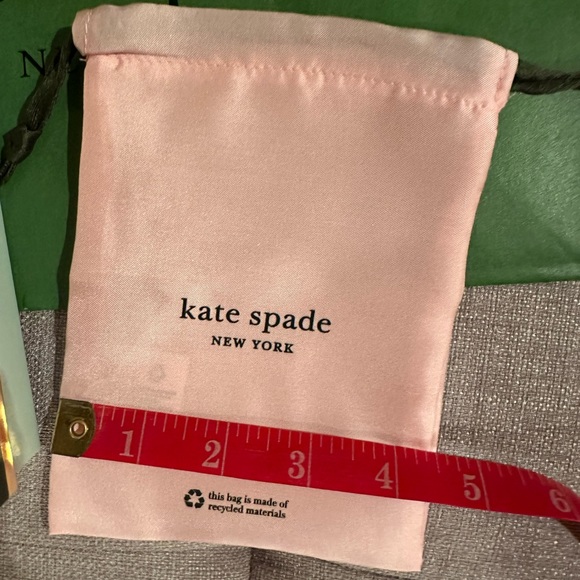 N
kate spade
NEW YORK
1 2 3 4 5 6
this bag is made of
recycled materials